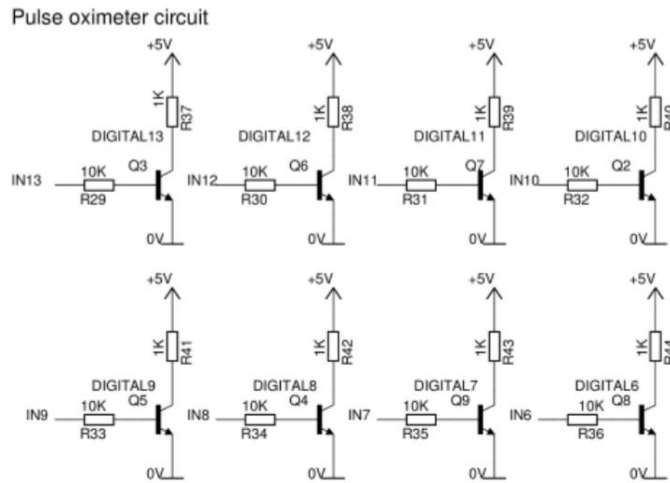 Pulse oximeter circuit
+5V +5V +5V +5V
1K R37 1K R38 1K R39 1K R40
DIGITAL13 DIGITAL12 DIGITAL11 DIGITAL10
IN13 10K Q3 IN12 10K Q6 IN11 10K Q7 IN10 10K Q2
R29 R30 R31 R32
0V 0V 0V 0V
+5V +5V +5V +5V
1K R41 1K R42 1K R43 1K R44
DIGITAL9 DIGITAL8 DIGITAL7 DIGITAL6
IN9 10K Q5 IN8 10K Q4 IN7 10K Q9 IN6 10K Q8
R33 R34 R35 R36
0V 0V 0V 0V